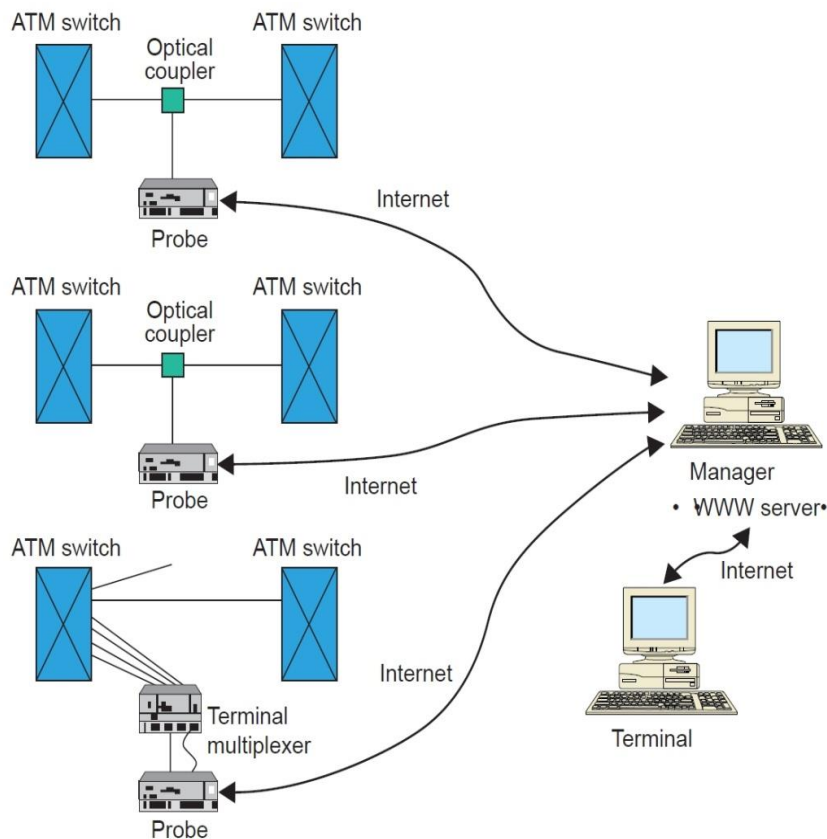 ATM switch
ATM switch
Optical
coupler
Probe
Internet
ATM switch
ATM switch
Optical
coupler
Probe
Internet
Manager
• •WWW server•
ATM switch
ATM switch
Internet
Internet
Terminal
multiplexer
Terminal
Probe